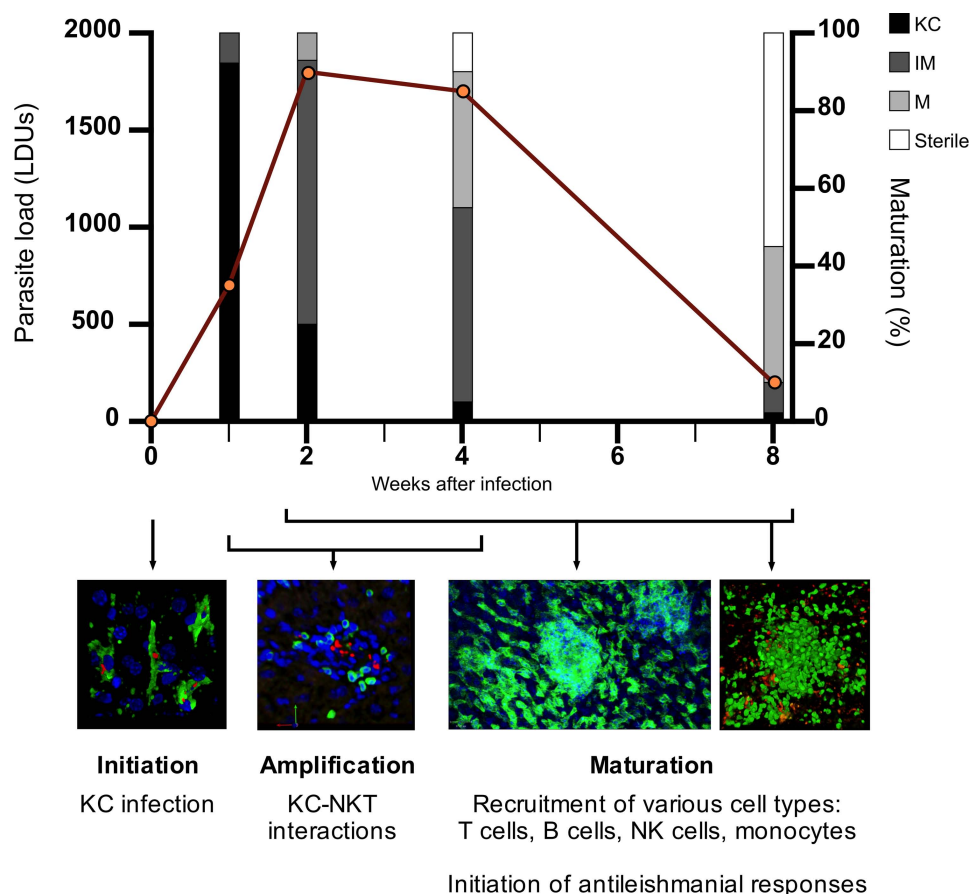 2000
1500
1000
500
0
Parasite load (LDUs)
100
80
60
40
20
0
Maturation (%)
KC
IM
M
Sterile
0 2 4 6 8
Weeks after infection
Initiation
KC infection
Amplification
KC-NKT
interactions
Maturation
Recruitment of various cell types:
T cells, B cells, NK cells, monocytes
Initiation of antileishmanial responses